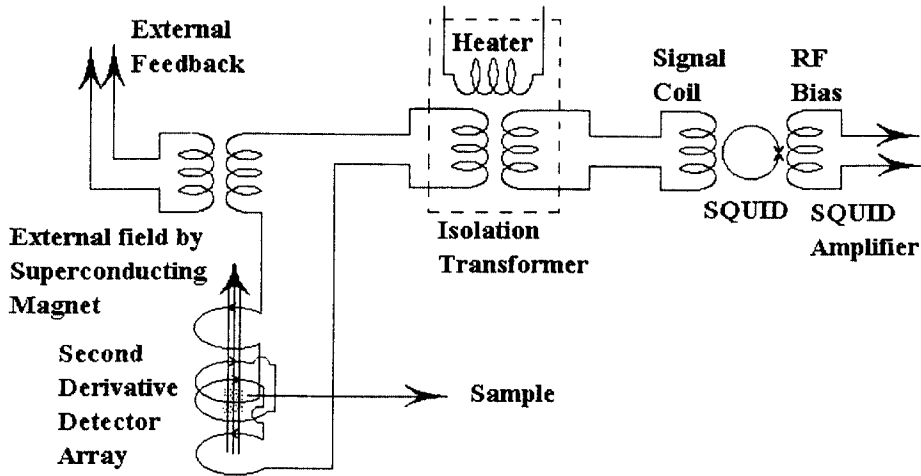 External
Feedback
Heater
Signal
Coil
RF
Bias
SQUID
SQUID
Amplifier
Isolation
Transformer
External field by
Superconducting
Magnet
Second
Derivative
Detector
Array
Sample